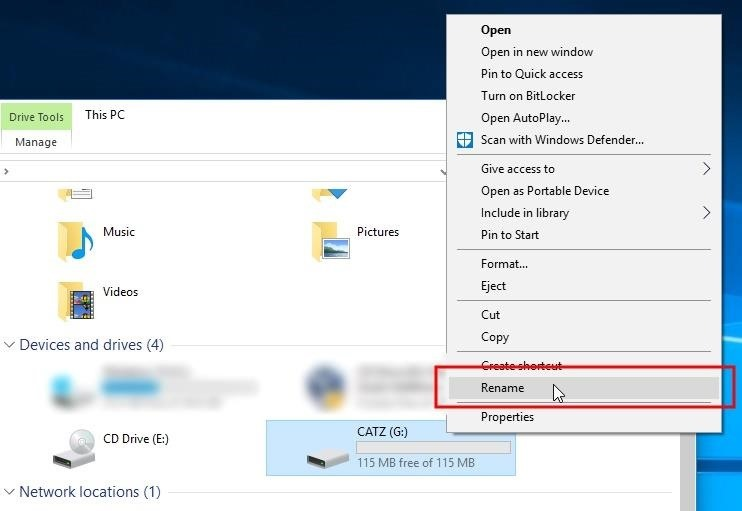 Drive Tools
This PC
Manage
Music
Pictures
Videos
Devices and drives (4)
CD Drive (E:)
CATZ (G:)
115 MB free of 115 MB
Network locations (1)
Open
Open in new window
Pin to Quick access
Turn on BitLocker
Open AutoPlay...
Scan with Windows Defender...
Give access to
Open as Portable Device
Include in library
Pin to Start
Format...
Eject
Cut
Copy
Create shortcut
Rename
Properties